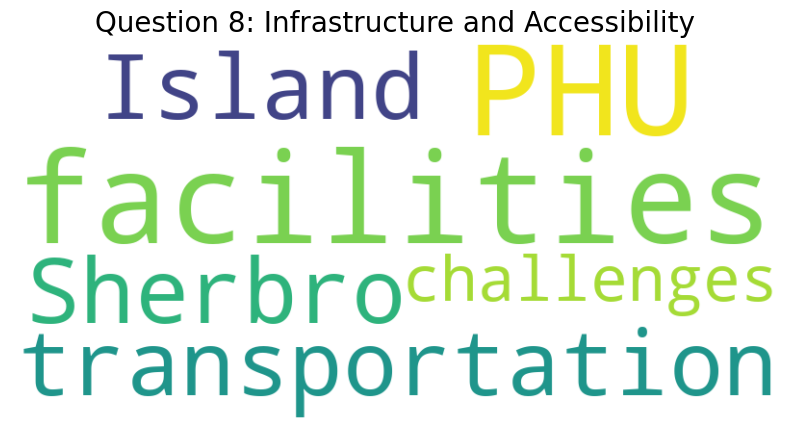 Question 8: Infrastructure and Accessibility
Island PHU
facilities
Sherbro challenges
transportation